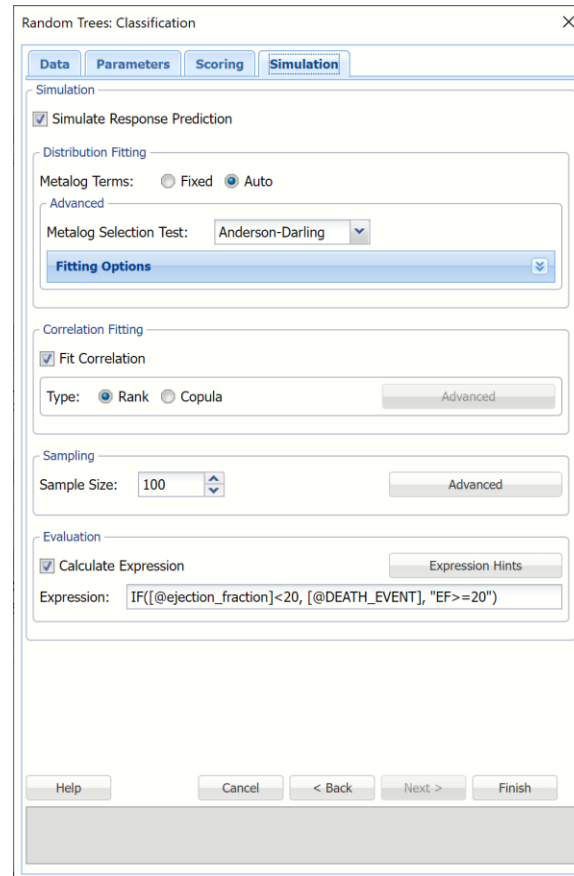 Random Trees: Classification
Data Parameters Scoring Simulation
Simulation
Simulate Response Prediction
Distribution Fitting
Metalog Terms: Fixed Auto
Advanced
Metalog Selection Test: Anderson-Darling
Fitting Options
Correlation Fitting
Fit Correlation
Type: Rank Copula Advanced
Sampling
Sample Size: 100 Advanced
Evaluation
Calculate Expression Expression Hints
Expression: IF([@ejection_fraction]<20, [@DEATH_EVENT], "EF>=20")
Help Cancel < Back Next > Finish